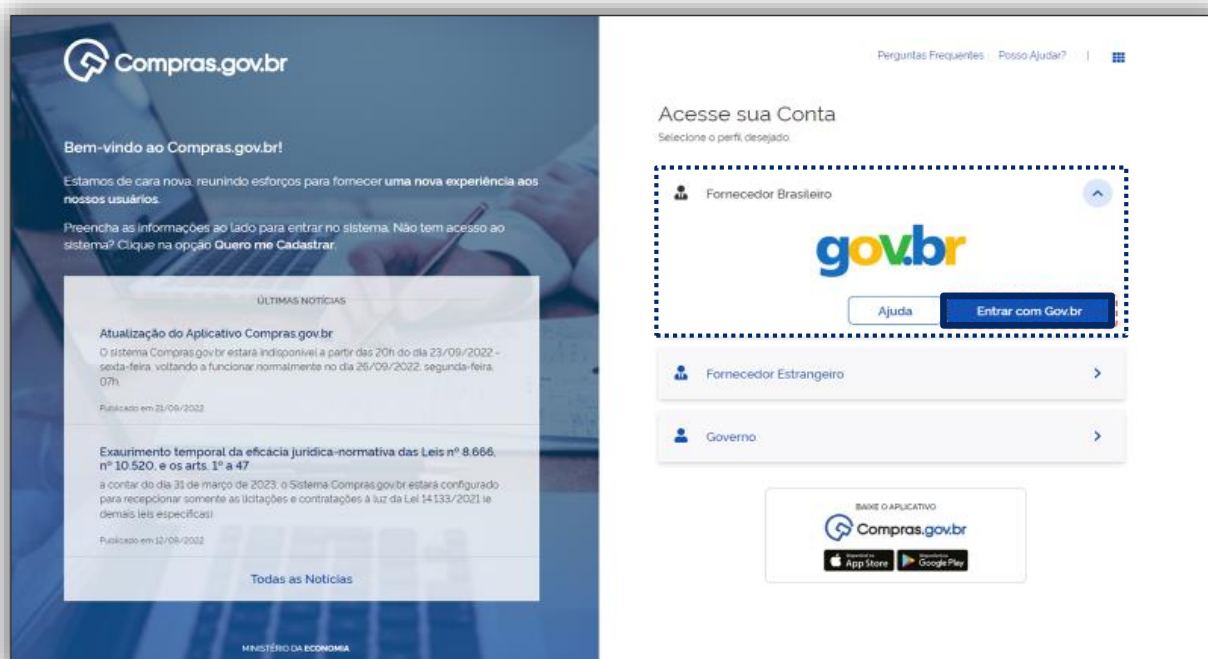 Compras.gov.br
Bem-vindo ao Compras.gov.br!
Estamos de cara nova, reunindo esforços para fornecer uma nova experiência aos
nossos usuários.
Preencha as informações ao lado para entrar no sistema. Não tem acesso ao
sistema? Clique na opção Quero me Cadastrar.
ÚLTIMAS NOTÍCIAS
Atualização do Aplicativo Compras.gov.br
O sistema Compras.gov.br estará indisponível a partir das 20h do dia 23/09/2022 -
sexta-feira, voltando a funcionar normalmente no dia 26/09/2022, segunda-feira,
07h.
Publicado em 21/09/2022
Exaurimento temporal da eficácia jurídica-normativa das Leis nº 8.666,
nº 10.520, e os arts. 1º a 47
a contar do dia 31 de março de 2023, o Sistema Compras.gov.br estará configurado
para recepcionar somente as licitações e contratações à luz da Lei 14.133/2021 (e
demais leis específicas)
Publicado em 12/09/2022
Todas as Notícias
MINISTÉRIO DA ECONOMIA
Perguntas Frequentes Posso Ajudar? |
Acesse sua Conta
Selecione o perfil desejado.
Fornecedor Brasileiro
gov.br
Ajuda Entrar com Gov.br
Fornecedor Estrangeiro
Governo
BAIXE O APLICATIVO
Compras.gov.br
App Store Google Play